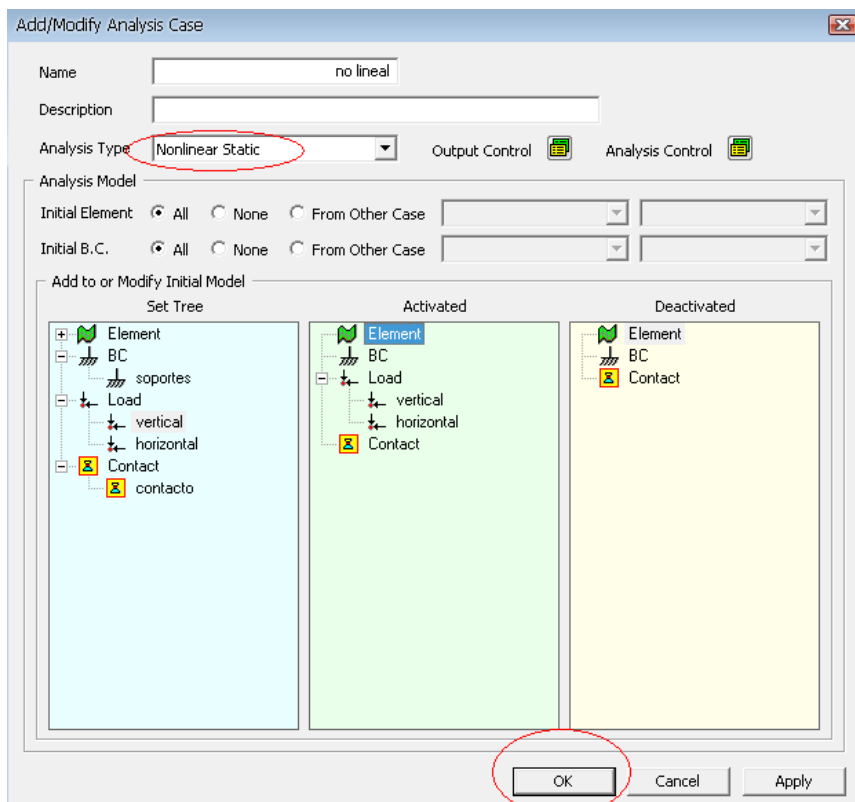 Add/Modify Analysis Case
Name no lineal
Description
Analysis Type Nonlinear Static Output Control Analysis Control
Analysis Model
Initial Element All None From Other Case
Initial B.C. All None From Other Case
Add to or Modify Initial Model
Set Tree Activated Deactivated
Element Element Element
BC BC BC
soportes Load Contact
Load vertical
vertical horizontal
horizontal Contact
Contact
contacto
OK Cancel Apply